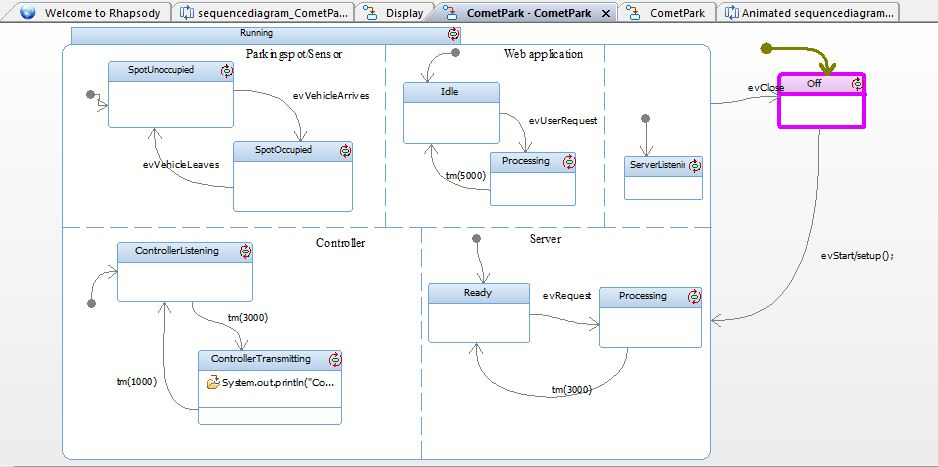 Welcome to Rhapsody
sequencediagram_CometPa...
Display
CometPark - CometPark
CometPark
Animated sequencediagram...
Running
Parkingspot/Sensor
Web application
SpotUnoccupied
evVehicleArrives
SpotOccupied
evVehicleLeaves
Idle
evUserRequest
Processing
tm(5000)
ServerListenin
evClose
Off
evStart/setup();
Controller
ControllerListening
tm(3000)
ControllerTransmitting
System.out.println("Co...
tm(1000)
Server
Ready
evRequest
Processing
tm(3000)